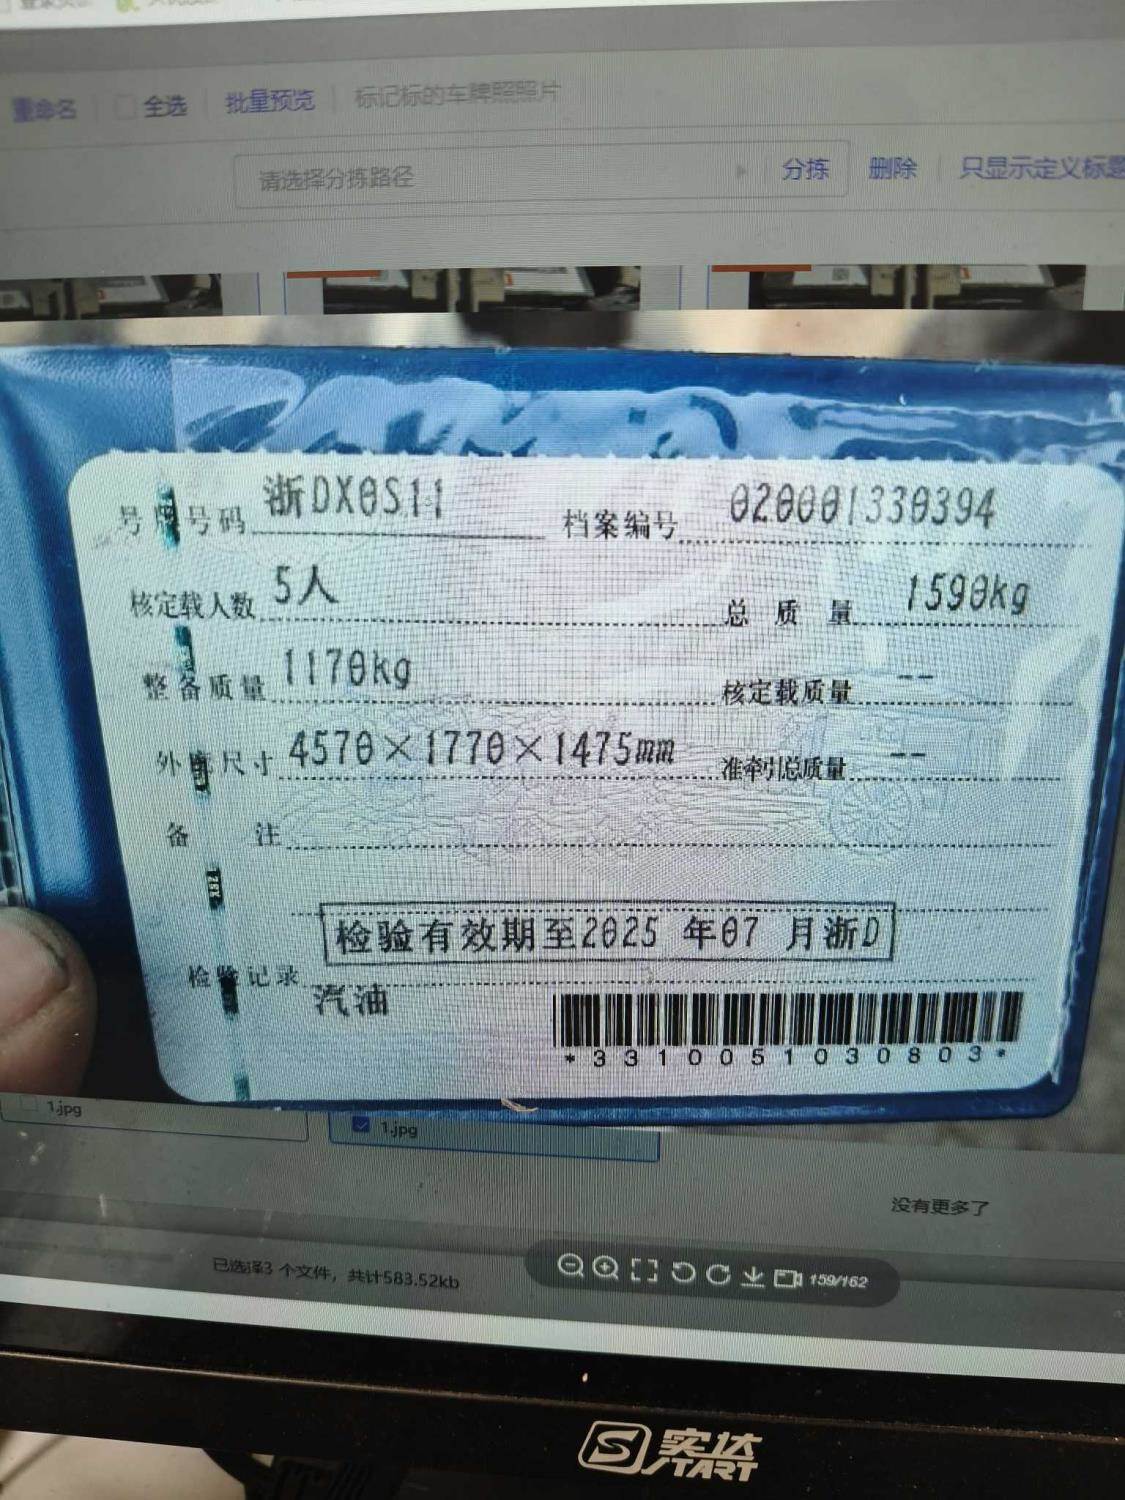 重命名 全选 批量预览 标记标的车牌照照片
请选择分拣路径 分拣 删除 只显示定义标题
号牌号码 浙DX0S11 档案编号 020001330394
核定载人数 5人 总质量 1590kg
整备质量 1170kg 核定载质量 --
外廓尺寸 4570×1770×1475mm 准牵引总质量 --
备注
检验有效期至2025 年07 月浙D
检验记录
汽油
*3310051030803*
1.jpg 1.jpg
没有更多了
已选择3 个文件，共计583.52kb 159/162
实达
START